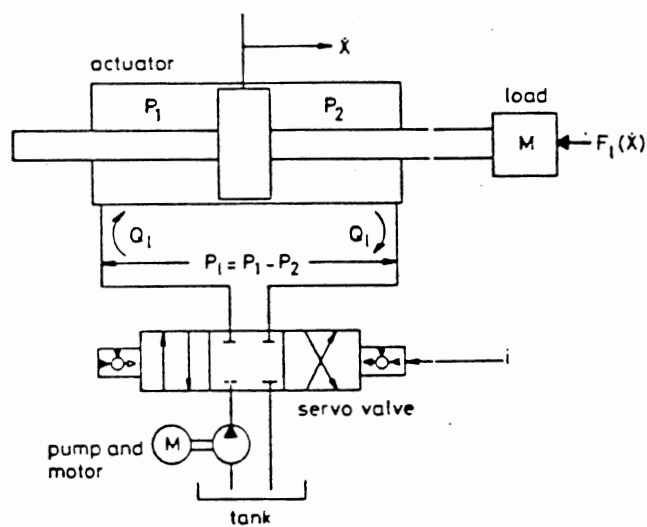 Ẋ
actuator
P₁
P₂
load
M
F₁(Ẋ)
Q₁
Q₁
P₁ = P₁ - P₂
i
servo valve
pump and
motor
M
tank